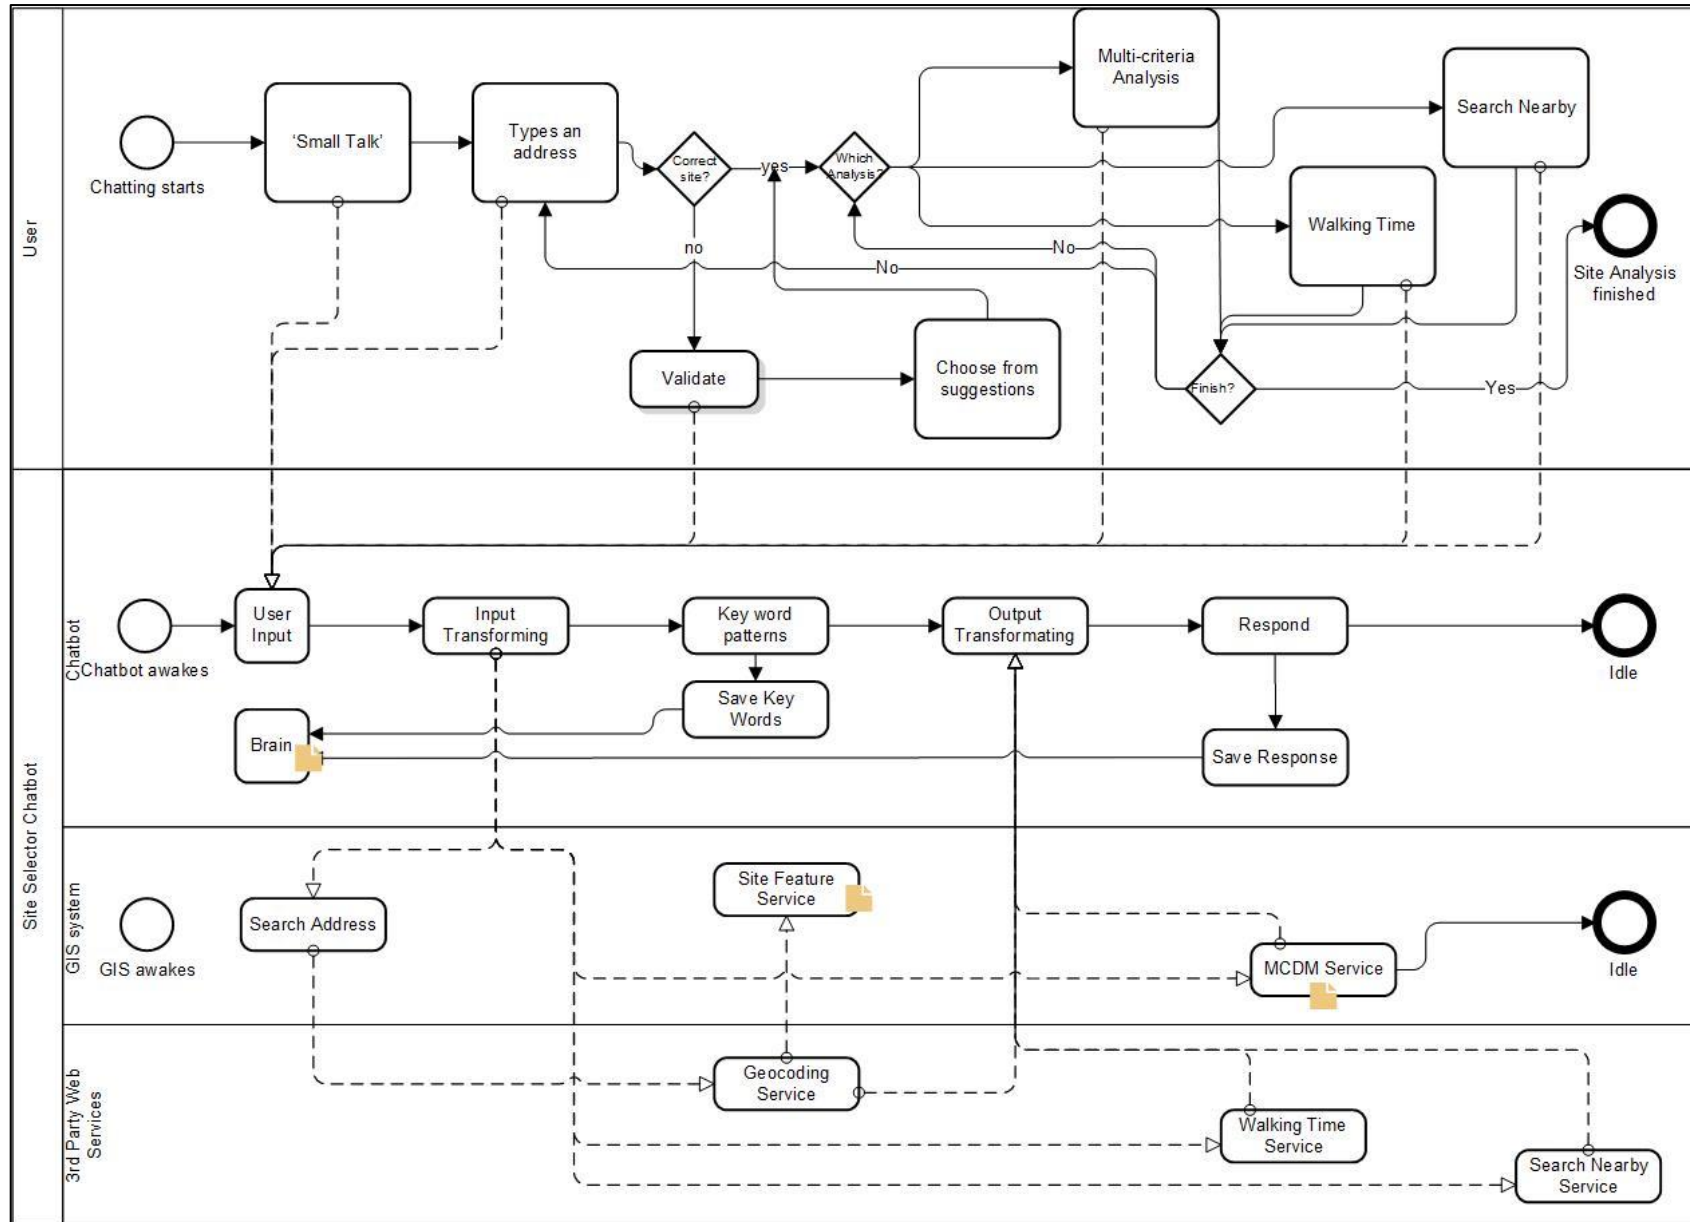 User
Chatting starts
'Small Talk'
Types an
address
Correct
site?
yes
no
Which
Analysis?
Multi-criteria
Analysis
Search Nearby
Walking Time
Site Analysis
finished
No
No
Validate
Choose from
suggestions
Finish?
Yes
Site Selector Chatbot
Chatbot
Chatbot awakes
User
Input
Input
Transforming
Key word
patterns
Output
Transformating
Respond
Idle
Save Key
Words
Brain
Save Response
GIS system
GIS awakes
Search Address
Site Feature
Service
MCDM Service
Idle
3rd Party Web
Services
Geocoding
Service
Walking Time
Service
Search Nearby
Service